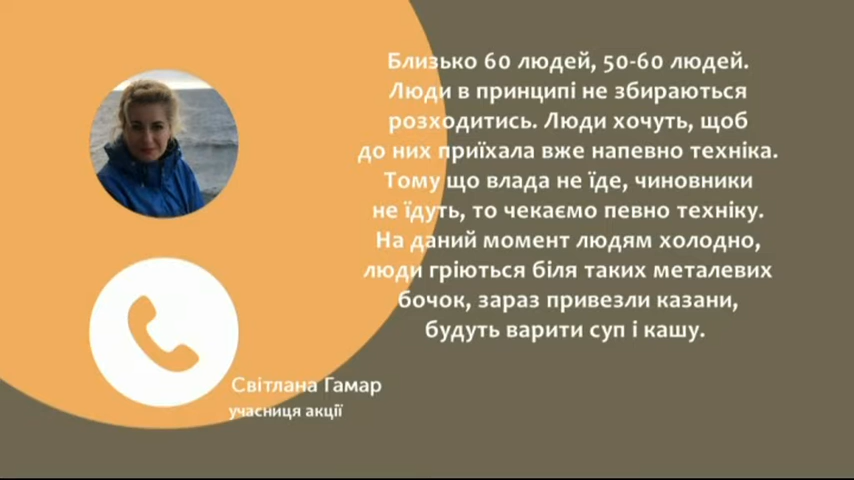 Близько 60 людей, 50-60 людей.
Люди в принципі не збираються
розходитись. Люди хочуть, щоб
до них приїхала вже напевно техніка.
Тому що влада не їде, чиновники
не їдуть, то чекаємо певно техніку.
На даний момент людям холодно,
люди гріються біля таких металевих
бочок, зараз привезли казани,
будуть варити суп і кашу.
Світлана Гамар
учасниця акції